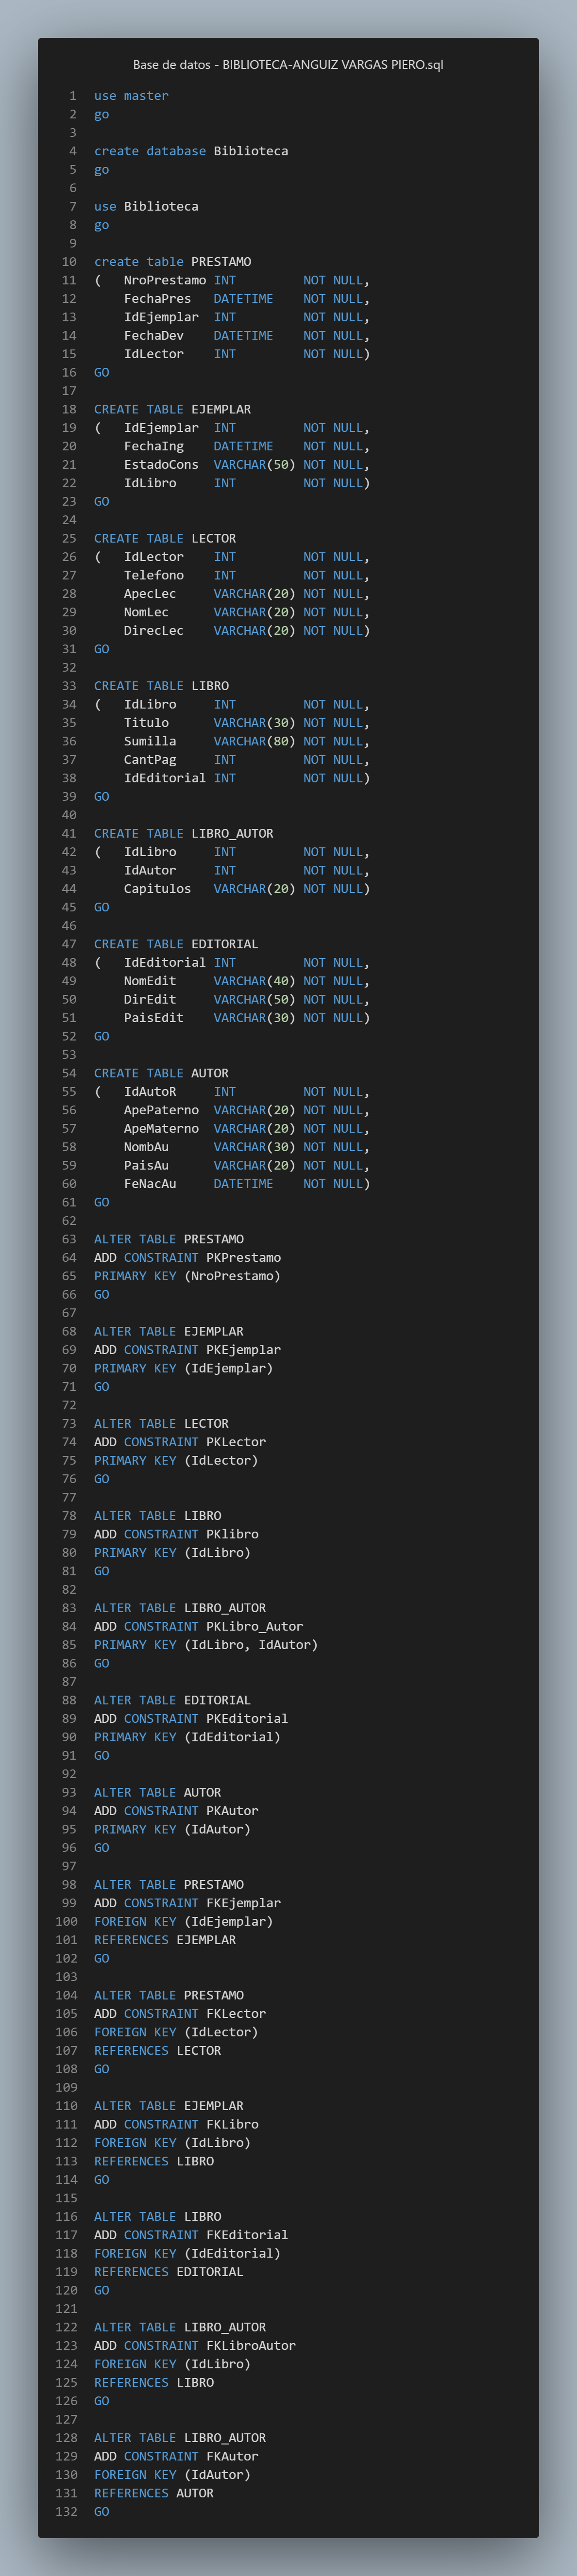 Base de datos - BIBLIOTECA-ANGUIZ VARGAS PIERO.sql
1 use master
2 go
3
4 create database Biblioteca
5 go
6
7 use Biblioteca
8 go
9
10 create table PRESTAMO
11 (   NroPrestamo INT         NOT NULL,
12     FechaPres   DATETIME    NOT NULL,
13     IdEjemplar  INT         NOT NULL,
14     FechaDev    DATETIME    NOT NULL,
15     IdLector    INT         NOT NULL)
16 GO
17
18 CREATE TABLE EJEMPLAR
19 (   IdEjemplar  INT         NOT NULL,
20     FechaIng    DATETIME    NOT NULL,
21     EstadoCons  VARCHAR(50) NOT NULL,
22     IdLibro     INT         NOT NULL)
23 GO
24
25 CREATE TABLE LECTOR
26 (   IdLector    INT         NOT NULL,
27     Telefono    INT         NOT NULL,
28     ApecLec     VARCHAR(20) NOT NULL,
29     NomLec      VARCHAR(20) NOT NULL,
30     DirecLec    VARCHAR(20) NOT NULL)
31 GO
32
33 CREATE TABLE LIBRO
34 (   IdLibro     INT         NOT NULL,
35     Titulo      VARCHAR(30) NOT NULL,
36     Sumilla     VARCHAR(80) NOT NULL,
37     CantPag     INT         NOT NULL,
38     IdEditorial INT         NOT NULL)
39 GO
40
41 CREATE TABLE LIBRO_AUTOR
42 (   IdLibro     INT         NOT NULL,
43     IdAutor     INT         NOT NULL,
44     Capitulos   VARCHAR(20) NOT NULL)
45 GO
46
47 CREATE TABLE EDITORIAL
48 (   IdEditorial INT         NOT NULL,
49     NomEdit     VARCHAR(40) NOT NULL,
50     DirEdit     VARCHAR(50) NOT NULL,
51     PaisEdit    VARCHAR(30) NOT NULL)
52 GO
53
54 CREATE TABLE AUTOR
55 (   IdAutoR     INT         NOT NULL,
56     ApePaterno  VARCHAR(20) NOT NULL,
57     ApeMaterno  VARCHAR(20) NOT NULL,
58     NombAu      VARCHAR(30) NOT NULL,
59     PaisAu      VARCHAR(20) NOT NULL,
60     FeNacAu     DATETIME    NOT NULL)
61 GO
62
63 ALTER TABLE PRESTAMO
64 ADD CONSTRAINT PKPrestamo
65 PRIMARY KEY (NroPrestamo)
66 GO
67
68 ALTER TABLE EJEMPLAR
69 ADD CONSTRAINT PKEjemplar
70 PRIMARY KEY (IdEjemplar)
71 GO
72
73 ALTER TABLE LECTOR
74 ADD CONSTRAINT PKLector
75 PRIMARY KEY (IdLector)
76 GO
77
78 ALTER TABLE LIBRO
79 ADD CONSTRAINT PKlibro
80 PRIMARY KEY (IdLibro)
81 GO
82
83 ALTER TABLE LIBRO_AUTOR
84 ADD CONSTRAINT PKLibro_Autor
85 PRIMARY KEY (IdLibro, IdAutor)
86 GO
87
88 ALTER TABLE EDITORIAL
89 ADD CONSTRAINT PKEditorial
90 PRIMARY KEY (IdEditorial)
91 GO
92
93 ALTER TABLE AUTOR
94 ADD CONSTRAINT PKAutor
95 PRIMARY KEY (IdAutor)
96 GO
97
98 ALTER TABLE PRESTAMO
99 ADD CONSTRAINT FKEjemplar
100 FOREIGN KEY (IdEjemplar)
101 REFERENCES EJEMPLAR
102 GO
103
104 ALTER TABLE PRESTAMO
105 ADD CONSTRAINT FKLector
106 FOREIGN KEY (IdLector)
107 REFERENCES LECTOR
108 GO
109
110 ALTER TABLE EJEMPLAR
111 ADD CONSTRAINT FKLibro
112 FOREIGN KEY (IdLibro)
113 REFERENCES LIBRO
114 GO
115
116 ALTER TABLE LIBRO
117 ADD CONSTRAINT FKEditorial
118 FOREIGN KEY (IdEditorial)
119 REFERENCES EDITORIAL
120 GO
121
122 ALTER TABLE LIBRO_AUTOR
123 ADD CONSTRAINT FKLibroAutor
124 FOREIGN KEY (IdLibro)
125 REFERENCES LIBRO
126 GO
127
128 ALTER TABLE LIBRO_AUTOR
129 ADD CONSTRAINT FKAutor
130 FOREIGN KEY (IdAutor)
131 REFERENCES AUTOR
132 GO